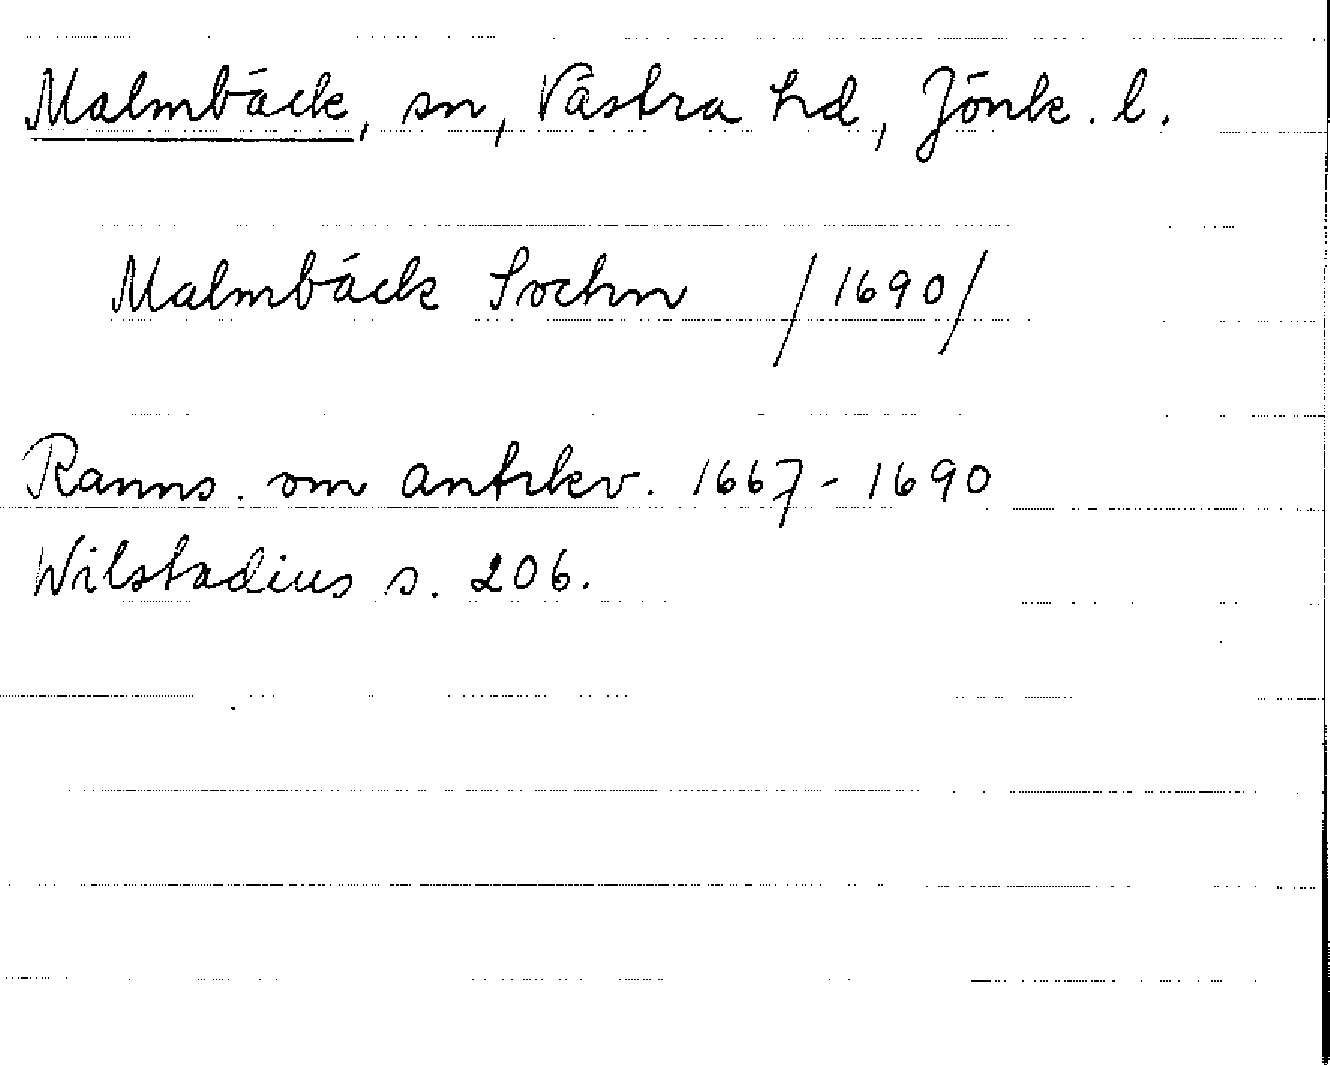 Malmbäck, sn, Västra hd, Jönk. l.
Malmbäck Sochn /1690/
Ranns. om antikv. 1667-1690
Wilstadius s. 206.